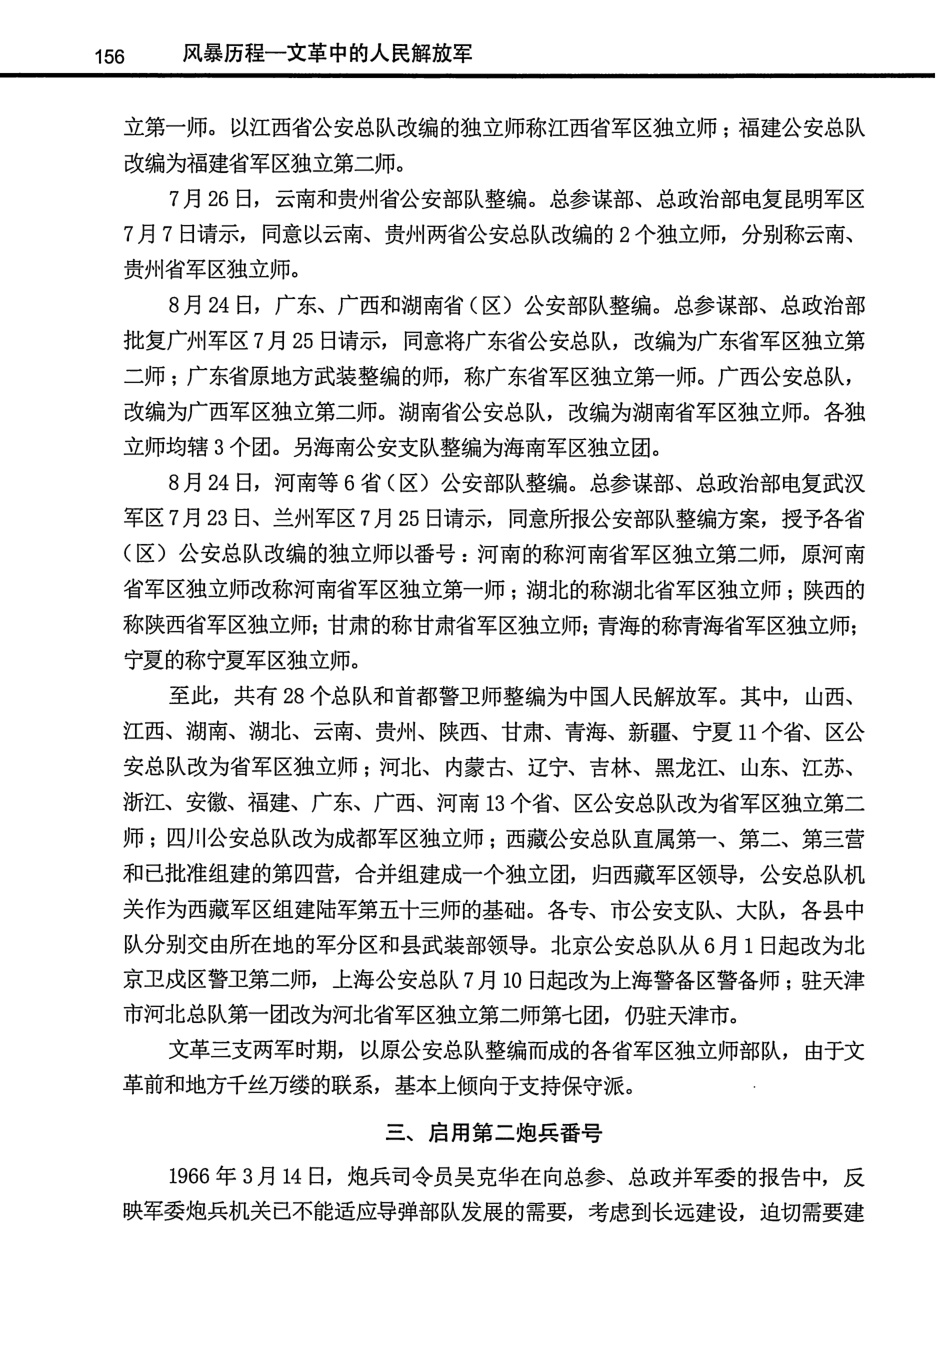 156 风暴历程—文革中的人民解放军
立第一师。以江西省公安总队改编的独立师称江西省军区独立师；福建公安总队
改编为福建省军区独立第二师。
7月26日，云南和贵州省公安部队整编。总参谋部、总政治部电复昆明军区
7月7日请示，同意以云南、贵州两省公安总队改编的2个独立师，分别称云南、
贵州省军区独立师。
8月24日，广东、广西和湖南省（区）公安部队整编。总参谋部、总政治部
批复广州军区7月25日请示，同意将广东省公安总队，改编为广东省军区独立第
二师；广东省原地方武装整编的师，称广东省军区独立第一师。广西公安总队，
改编为广西军区独立第二师。湖南省公安总队，改编为湖南省军区独立师。各独
立师均辖3个团。另海南公安支队整编为海南军区独立团。
8月24日，河南等6省（区）公安部队整编。总参谋部、总政治部电复武汉
军区7月23日、兰州军区7月25日请示，同意所报公安部队整编方案，授予各省
（区）公安总队改编的独立师以番号：河南的称河南省军区独立第二师，原河南
省军区独立师改称河南省军区独立第一师；湖北的称湖北省军区独立师；陕西的
称陕西省军区独立师；甘肃的称甘肃省军区独立师；青海的称青海省军区独立师；
宁夏的称宁夏军区独立师。
至此，共有28个总队和首都警卫师整编为中国人民解放军。其中，山西、
江西、湖南、湖北、云南、贵州、陕西、甘肃、青海、新疆、宁夏11个省、区公
安总队改为省军区独立师；河北、内蒙古、辽宁、吉林、黑龙江、山东、江苏、
浙江、安徽、福建、广东、广西、河南13个省、区公安总队改为省军区独立第二
师；四川公安总队改为成都军区独立师；西藏公安总队直属第一、第二、第三营
和已批准组建的第四营，合并组建成一个独立团，归西藏军区领导，公安总队机
关作为西藏军区组建陆军第五十三师的基础。各专、市公安支队、大队，各县中
队分别交由所在地的军分区和县武装部领导。北京公安总队从6月1日起改为北
京卫戍区警卫第二师，上海公安总队7月10日起改为上海警备区警备师；驻天津
市河北总队第一团改为河北省军区独立第二师第七团，仍驻天津市。
文革三支两军时期，以原公安总队整编而成的各省军区独立师部队，由于文
革前和地方千丝万缕的联系，基本上倾向于支持保守派。
三、启用第二炮兵番号
1966年3月14日，炮兵司令员吴克华在向总参、总政并军委的报告中，反
映军委炮兵机关已不能适应导弹部队发展的需要，考虑到长远建设，迫切需要建